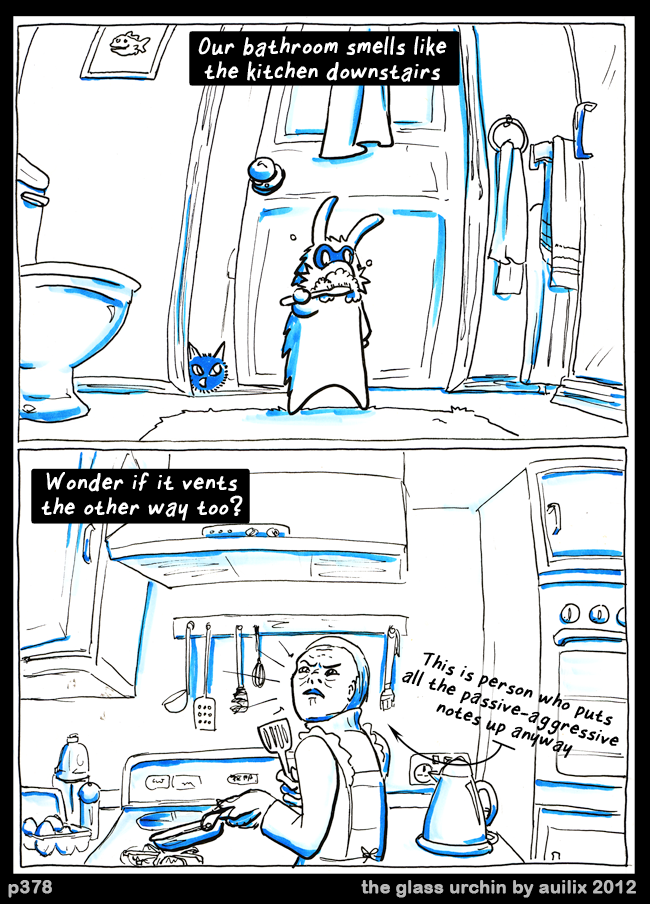 Our bathroom smells like
the kitchen downstairs
Wonder if it vents
the other way too?
This is person who puts
all the passive-aggressive
notes up anyway
p378
the glass urchin by auilix 2012